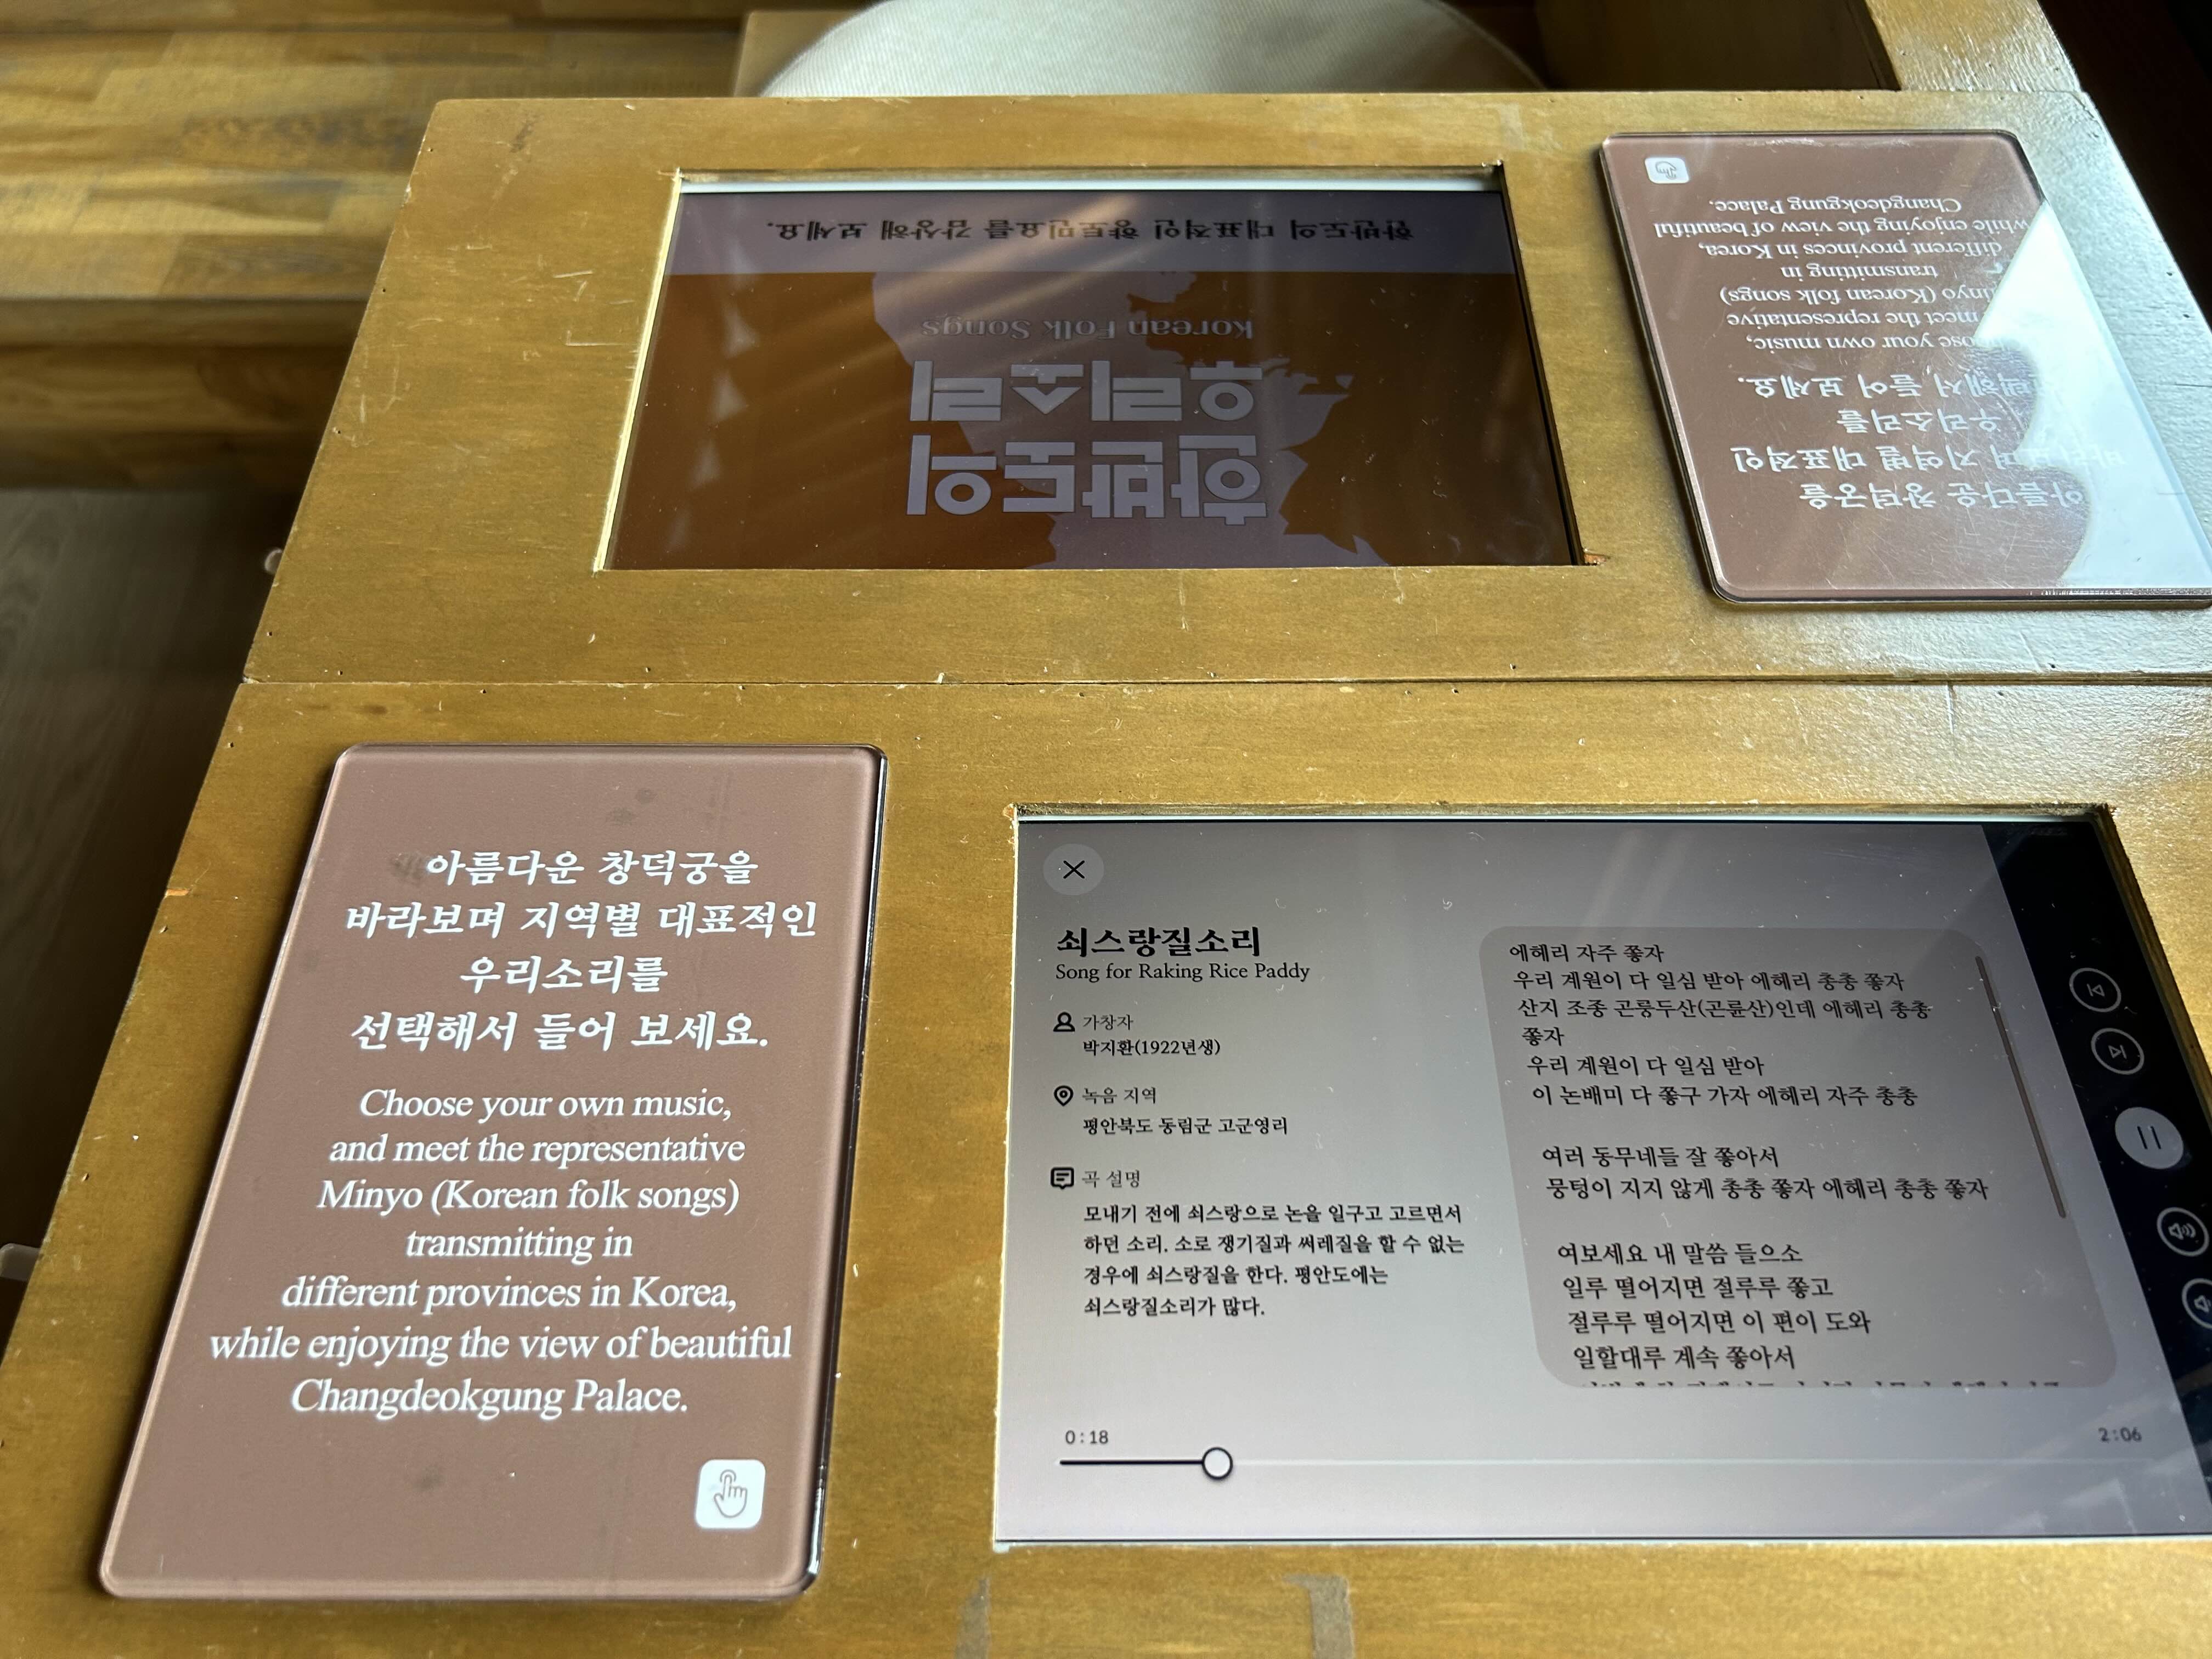 한반도의 대표적인 향토민요를 감상해 보세요.
Korean Folk Songs
한반도의
우리소리
아름다운 창덕궁을
지역별 대표적인
우리소리를
들어 보세요.
your own music,
meet the representative
(Korean folk songs)
transmitting in
different provinces in Korea,
while enjoying the view of beautiful
Changdeokgung Palace.
아름다운 창덕궁을
바라보며 지역별 대표적인
우리소리를
선택해서 들어 보세요.
Choose your own music,
and meet the representative
Minyo (Korean folk songs)
transmitting in
different provinces in Korea,
while enjoying the view of beautiful
Changdeokgung Palace.
쇠스랑질소리
Song for Raking Rice Paddy
가창자
박지환(1922년생)
녹음 지역
평안북도 동림군 고군영리
곡 설명
모내기 전에 쇠스랑으로 논을 일구고 고르면서
하던 소리. 소로 쟁기질과 써레질을 할 수 없는
경우에 쇠스랑질을 한다. 평안도에는
쇠스랑질소리가 많다.
에헤리 자주 쫗자
우리 계원이 다 일심 받아 에헤리 총총 쫗자
산지 조종 곤룽두산(곤륜산)인데 에헤리 총총
쫗자
우리 계원이 다 일심 받아
이 논배미 다 쫗구 가자 에헤리 자주 총총
여러 동무네들 잘 쫗아서
뭉텅이 지지 않게 총총 쫗자 에헤리 총총 쫗자
여보세요 내 말씀 들으소
일루 떨어지면 절루루 쫗고
절루루 떨어지면 이 편이 도와
일할대루 계속 쫗아서
0:18
2:06